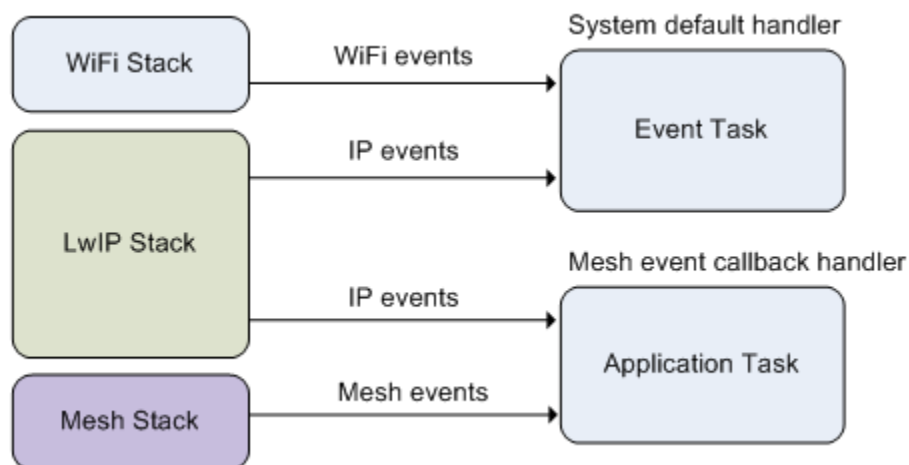 System default handler
WiFi Stack
WiFi events
Event Task
IP events
LwIP Stack
Mesh event callback handler
IP events
Application Task
Mesh events
Mesh Stack